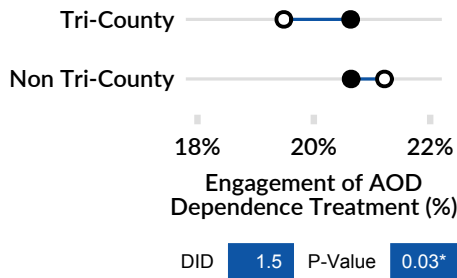 Tri-County
Non Tri-County
18% 20% 22%
Engagement of AOD
Dependence Treatment (%)
DID 1.5 P-Value 0.03*